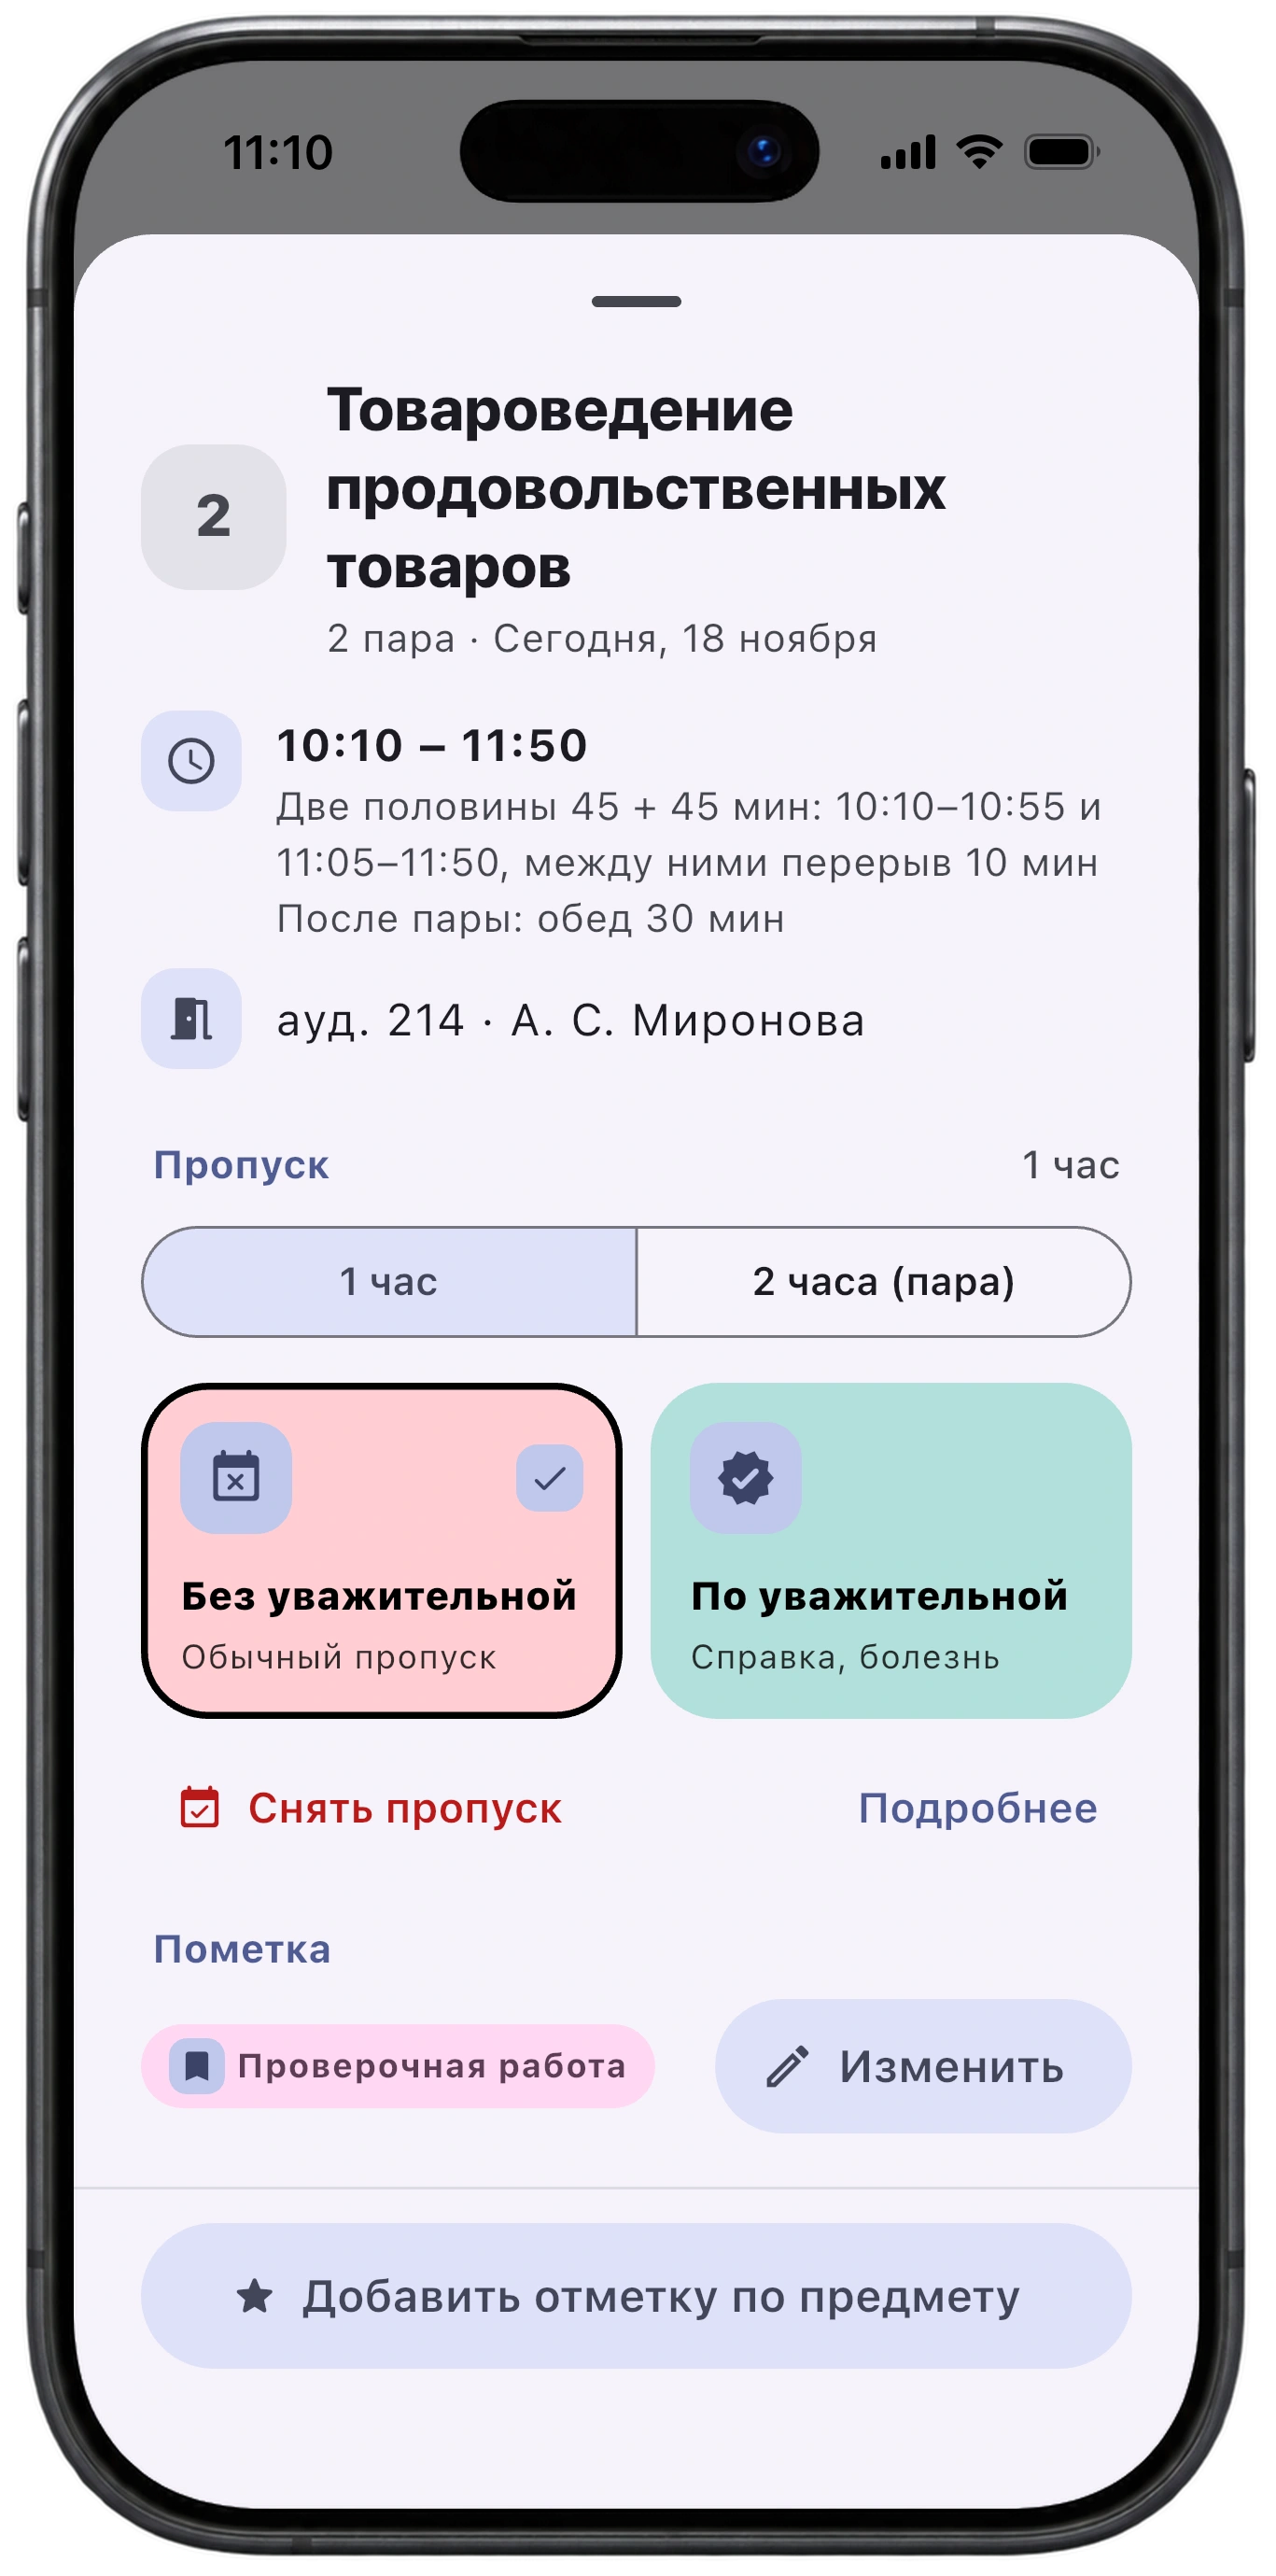 11:10
Товароведение
продовольственных
товаров
2
2 пара · Сегодня, 18 ноября
10:10 – 11:50
Две половины 45 + 45 мин: 10:10–10:55 и
11:05–11:50, между ними перерыв 10 мин
После пары: обед 30 мин
ауд. 214 · А. С. Миронова
Пропуск 1 час
1 час 2 часа (пара)
Без уважительной По уважительной
Обычный пропуск Справка, болезнь
Снять пропуск Подробнее
Пометка
Проверочная работа Изменить
Добавить отметку по предмету